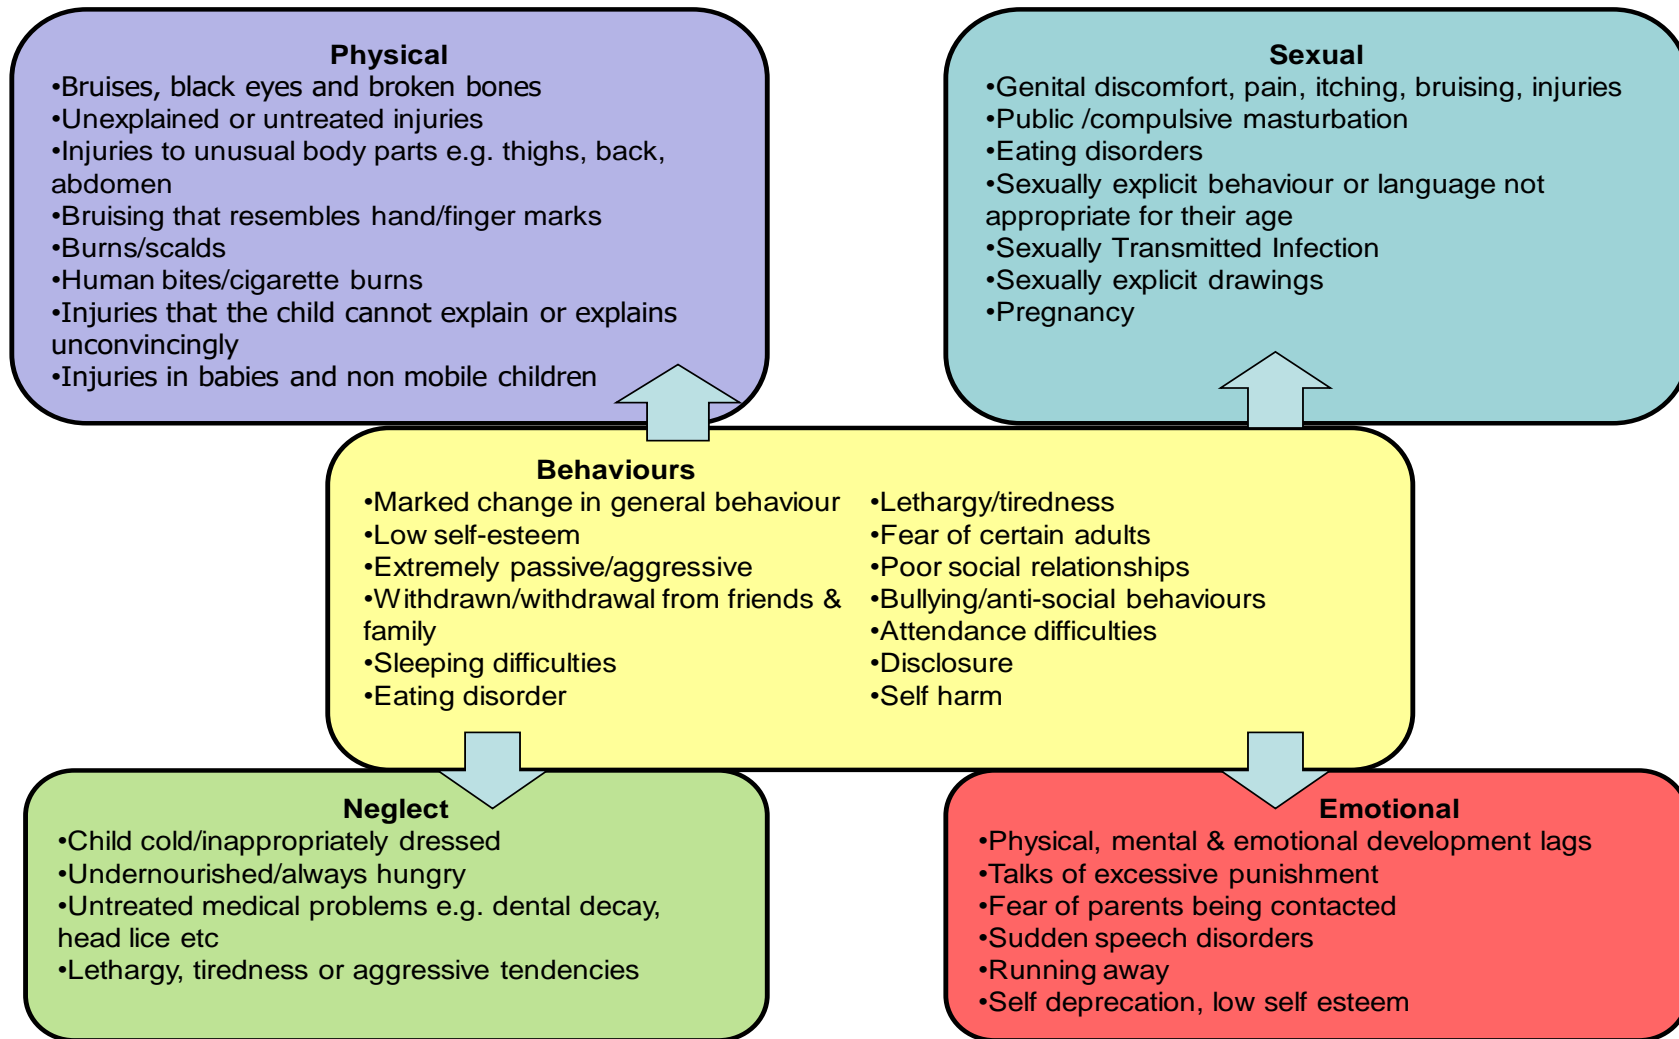 Physical
•Bruises, black eyes and broken bones
•Unexplained or untreated injuries
•Injuries to unusual body parts e.g. thighs, back,
abdomen
•Bruising that resembles hand/finger marks
•Burns/scalds
•Human bites/cigarette burns
•Injuries that the child cannot explain or explains
unconvincingly
•Injuries in babies and non mobile children
Sexual
•Genital discomfort, pain, itching, bruising, injuries
•Public /compulsive masturbation
•Eating disorders
•Sexually explicit behaviour or language not
appropriate for their age
•Sexually Transmitted Infection
•Sexually explicit drawings
•Pregnancy
Behaviours
•Marked change in general behaviour
•Low self-esteem
•Extremely passive/aggressive
•Withdrawn/withdrawal from friends &
family
•Sleeping difficulties
•Eating disorder
•Lethargy/tiredness
•Fear of certain adults
•Poor social relationships
•Bullying/anti-social behaviours
•Attendance difficulties
•Disclosure
•Self harm
Neglect
•Child cold/inappropriately dressed
•Undernourished/always hungry
•Untreated medical problems e.g. dental decay,
head lice etc
•Lethargy, tiredness or aggressive tendencies
Emotional
•Physical, mental & emotional development lags
•Talks of excessive punishment
•Fear of parents being contacted
•Sudden speech disorders
•Running away
•Self deprecation, low self esteem